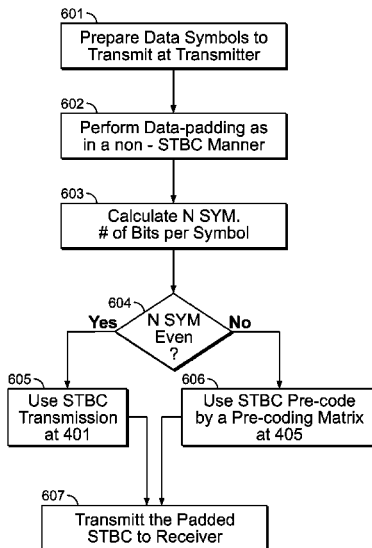 601
Prepare Data Symbols to
Transmit at Transmitter
602
Perform Data-padding as
in a non - STBC Manner
603
Calculate N SYM.
# of Bits per Symbol
604
N SYM
Even
?
Yes
No
605
Use STBC
Transmission
at 401
606
Use STBC Pre-code
by a Pre-coding Matrix
at 405
607
Transmitt the Padded
STBC to Receiver